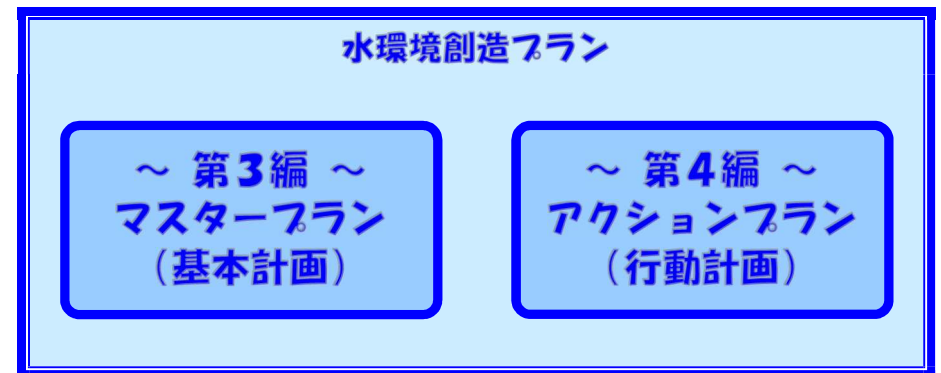 水環境創造プラン
～ 第3編 ～
マスタープラン
（基本計画）
～ 第4編 ～
アクションプラン
（行動計画）